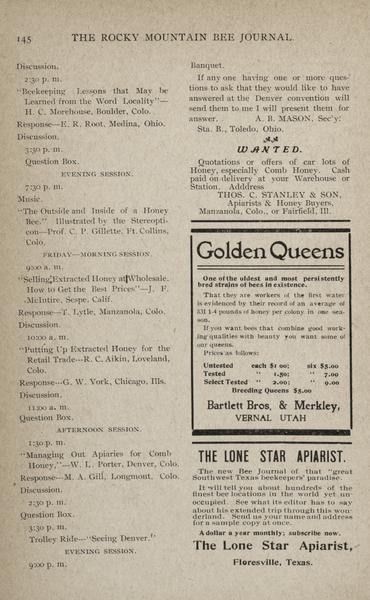 145 THE ROCKY MOUNTAIN BEE JOURNAL.
Discussion.
2:30 p. m.
"Beekeeping Lessons that May be
Learned from the Word Locality"—
H. C. Morehouse, Boulder, Colo.
Response—E. R. Root, Medina, Ohio.
Discussion.
3:30 p. m.
Question Box.
EVENING SESSION.
7:30 p. m.
Music.
"The Outside and Inside of a Honey
Bee." Illustrated by the Stereopti-
con—Prof. C. P. Gillette, Ft. Collins,
Colo.
FRIDAY—MORNING SESSION.
9:00 a. m.
"Selling Extracted Honey at Wholesale.
How to Get the Best Prices"—J. F.
McIntire, Sespe, Calif.
Response—T. Lytle, Manzanola, Colo.
Discussion.
10:00 a. m.
"Putting Up Extracted Honey for the
Retail Trade—R. C. Aikin, Loveland,
Colo.
Response—G. W. York, Chicago, Ills.
Discussion.
11:00 a. m.
Question Box.
AFTERNOON SESSION.
1:30 p. m.
"Managing Out Apiaries for Comb
Honey,"—W. L. Porter, Denver, Colo.
Response—M. A. Gill, Longmont, Colo.
Discussion.
2:30 p. m.
Question Box.
3:30 p. m.
Trolley Ride—"Seeing Denver."
EVENING SESSION.
9:00 p. m.
Banquet.
If any one having one or more ques-
tions to ask that they would like to have
answered at the Denver convention will
send them to me I will present them for
answer. A. B. MASON, Sec'y:
Sta. B., Toledo, Ohio.
WANTED.
Quotations or offers of car lots of
Honey, especially Comb Honey. Cash
paid on delivery at your Warehouse or
Station. Adddress
THOS. C. STANLEY & SON,
Apiarists & Honey Buyers,
Manzanola, Colo., or Fairfield, Ill.
Golden Queens
One of the oldest and most persistently
bred strains of bees in existence.
That they are workers of the first water
is evidenced by their record of an average of
331 1-4 pounds of honey per colony in one sea-
son.
If you want bees that combine good work-
ing qualities with beauty you want some of
our queens.
Prices as follows:
Untested each $1 00; six $5.00
Tested " 1.50; " 7.00
Select Tested " 2.00; " 9.00
Breeding Queens $5.00
Bartlett Bros. & Merkley,
VERNAL UTAH
THE LONE STAR APIARIST.
The new Bee Journal of that "great
Southwest Texas beekeepers' paradise.
It will tell you about hundreds of the
finest bee locations in the world yet un-
occupied. See what its editor has to say
about his extended trip through this won-
derland. Send us your name and address
for a sample copy at once.
A dollar a year monthly; subscribe now.
The Lone Star Apiarist,
Floresville, Texas.